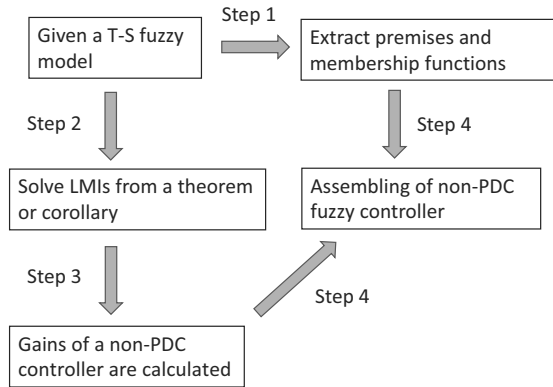 Given a T-S fuzzy
model
Step 1
Extract premises and
membership functions
Step 2
Step 4
Solve LMIs from a theorem
or corollary
Assembling of non-PDC
fuzzy controller
Step 3
Step 4
Gains of a non-PDC
controller are calculated